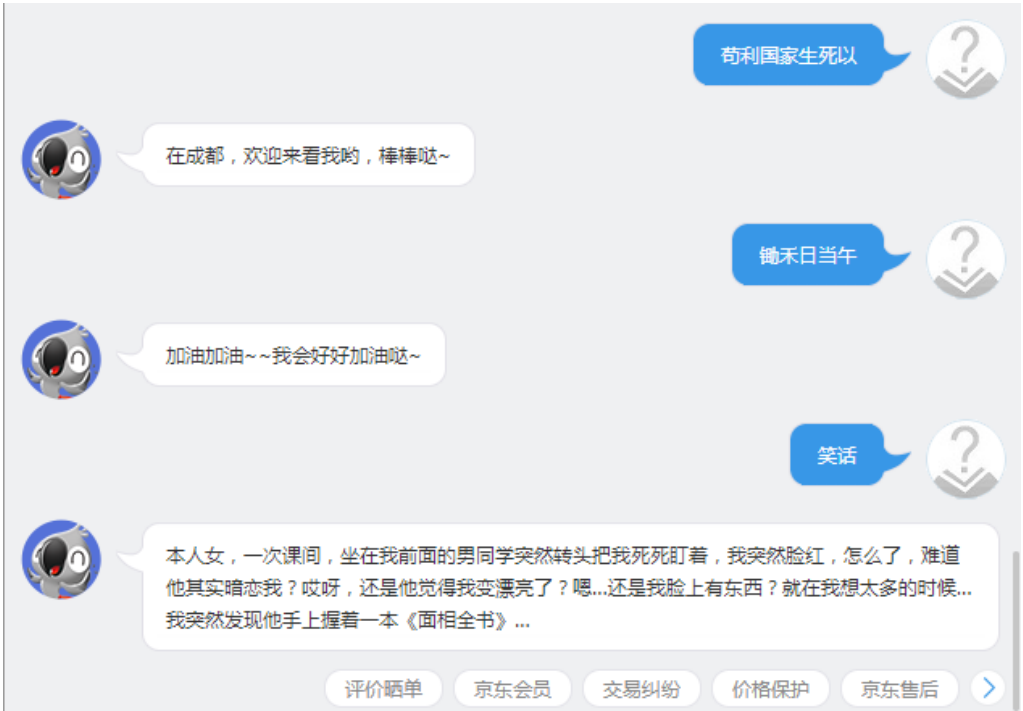 苟利国家生死以
在成都，欢迎来看我哟，棒棒哒~
锄禾日当午
加油加油~~我会好好加油哒~
笑话
本人女，一次课间，坐在我前面的男同学突然转头把我死死盯着，我突然脸红，怎么了，难道
他其实暗恋我？哎呀，还是他觉得我变漂亮了？嗯...还是我脸上有东西？就在我想太多的时候...
我突然发现他手上握着一本《面相全书》...
评价晒单 京东会员 交易纠纷 价格保护 京东售后